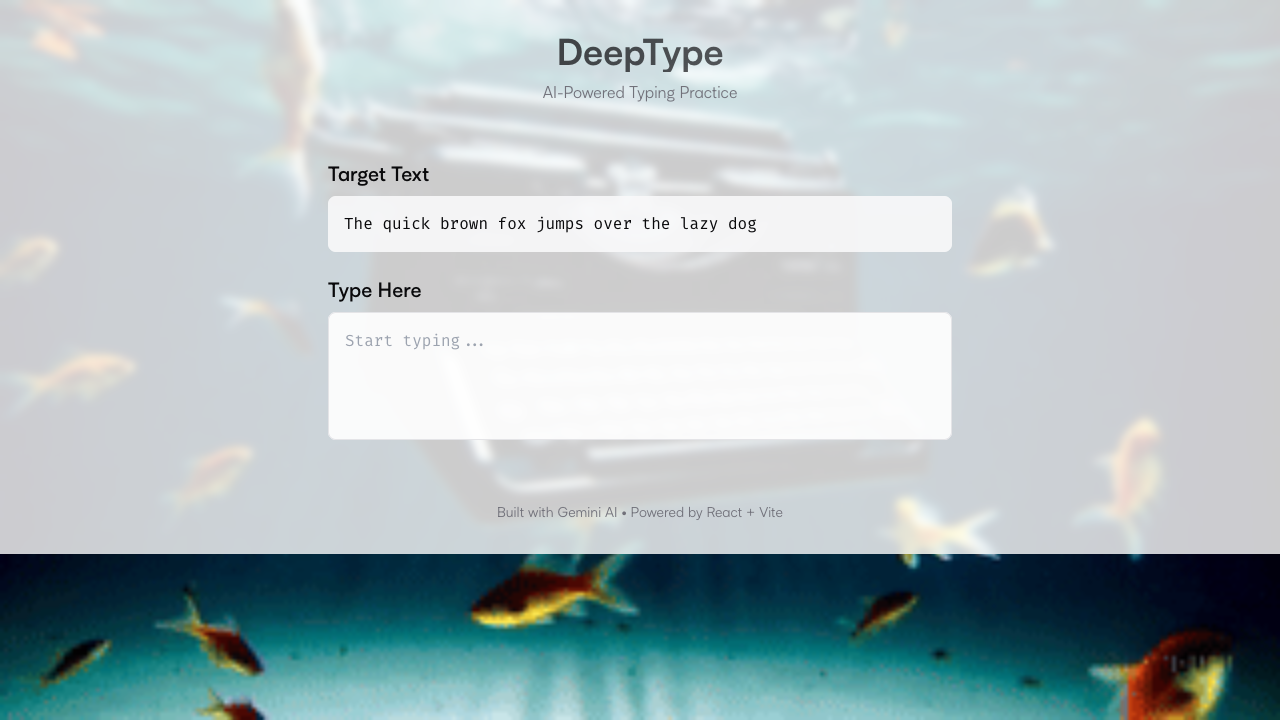 DeepType
AI-Powered Typing Practice
Target Text
The quick brown fox jumps over the lazy dog
Type Here
Start typing...
Built with Gemini AI • Powered by React + Vite